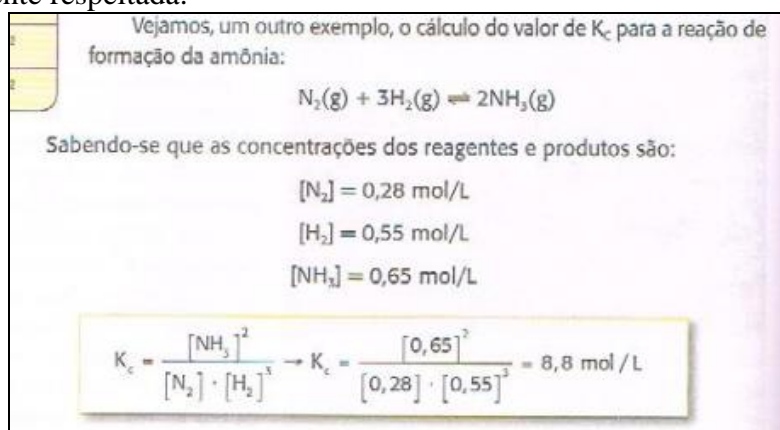 ente respeitada.
Vejamos, um outro exemplo, o cálculo do valor de K꜀ para a reação de
formação da amônia:
N₂(g) + 3H₂(g) ⇌ 2NH₃(g)
Sabendo-se que as concentrações dos reagentes e produtos são:
[N₂] = 0,28 mol/L
[H₂] = 0,55 mol/L
[NH₃] = 0,65 mol/L
K꜀ = [NH₃]² / [N₂] · [H₂]³ → K꜀ = [0,65]² / [0,28] · [0,55]³ = 8,8 mol / L